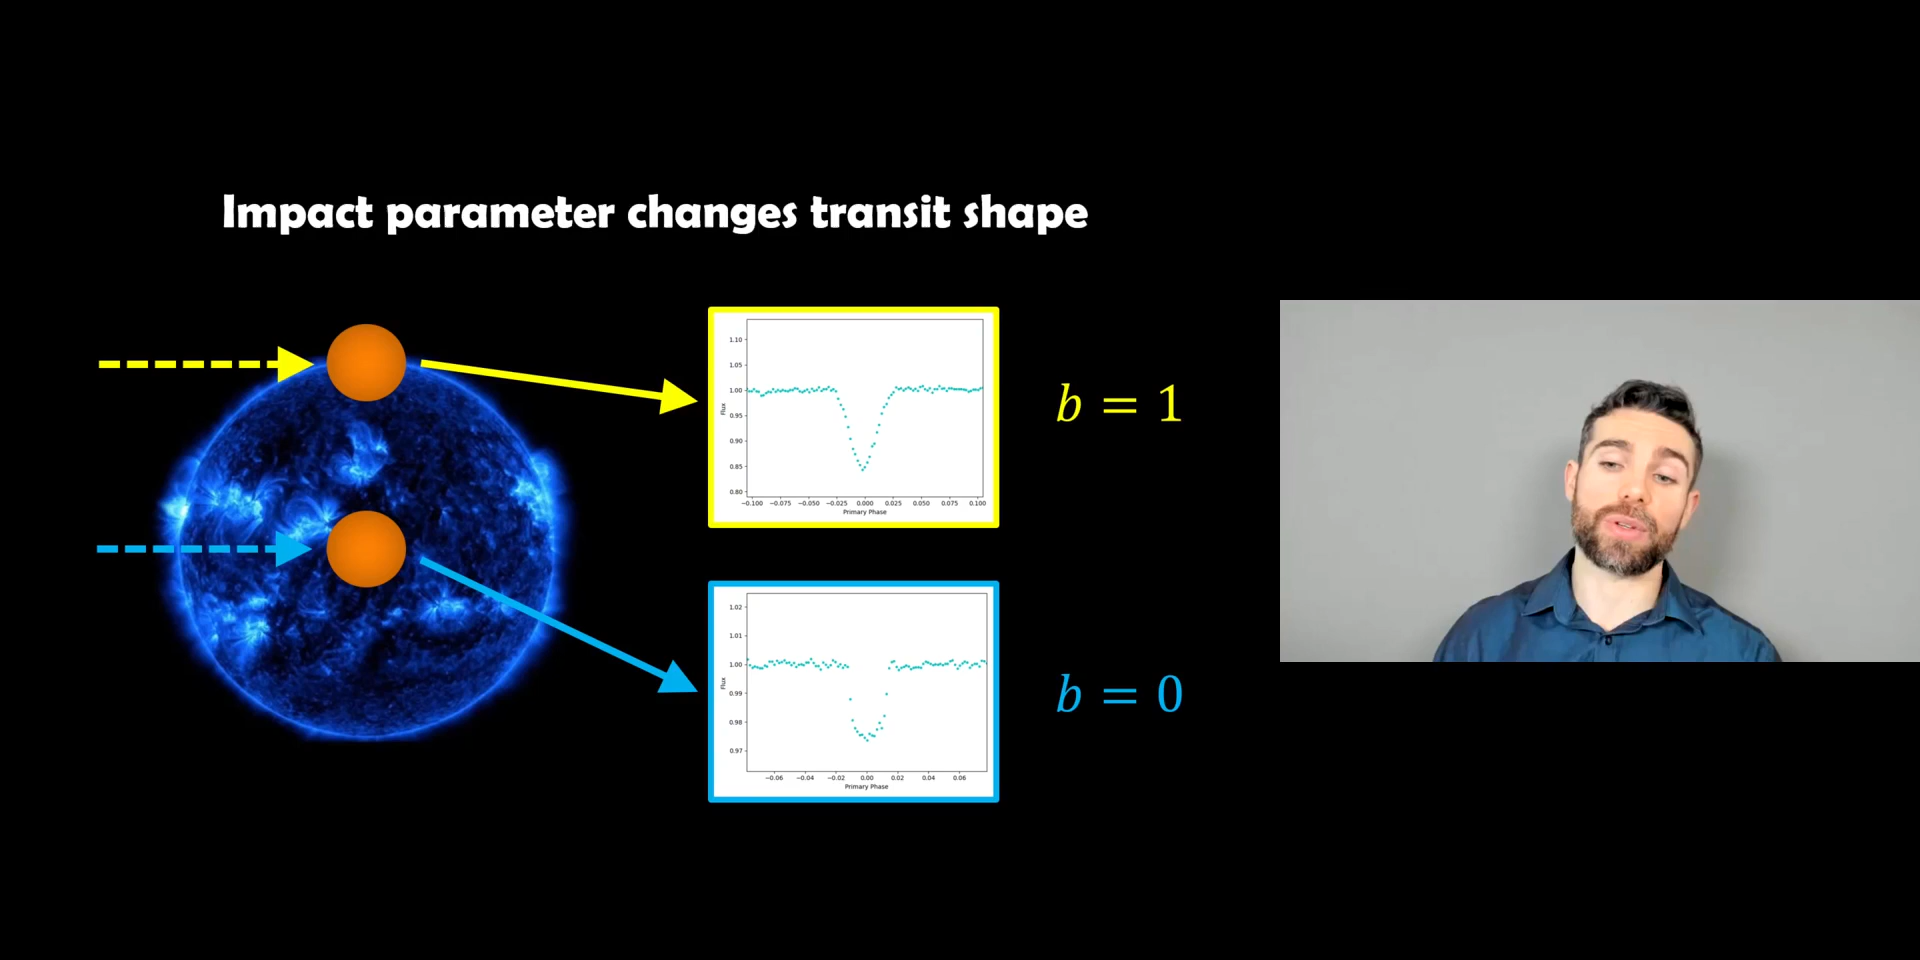 Impact parameter changes transit shape
1.10
1.05
1.00
0.95
0.90
0.85
0.80
Flux
−0.100 −0.075 −0.050 −0.025 0.000 0.025 0.050 0.075 0.100
Primary Phase
b = 1
1.02
1.01
1.00
0.99
0.98
0.97
Flux
−0.06 −0.04 −0.02 0.00 0.02 0.04 0.06
Primary Phase
b = 0